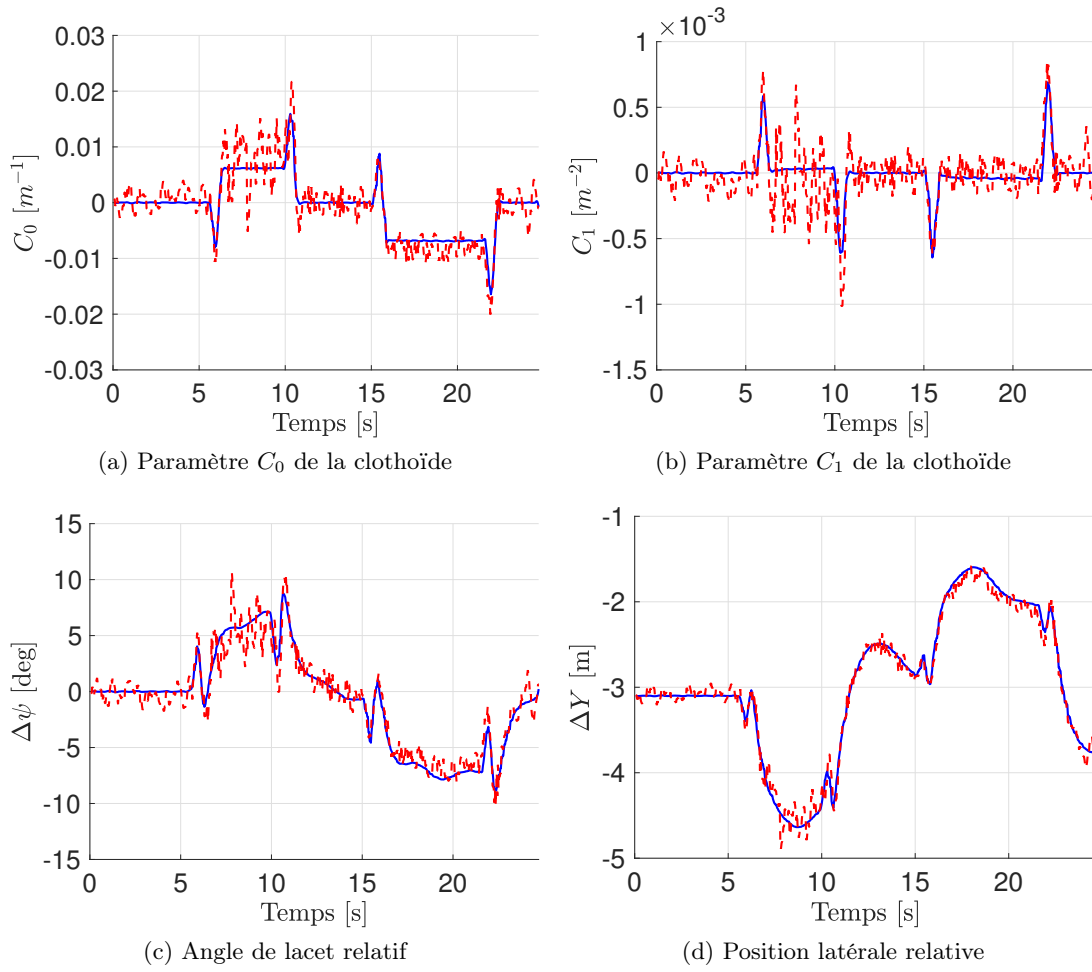 ×10⁻³
0.03
0.02
0.01
0
-0.01
-0.02
-0.03
C₀ [m⁻¹]
0 5 10 15 20
Temps [s]
(a) Paramètre C₀ de la clothoïde
1
0.5
0
-0.5
-1
-1.5
C₁ [m⁻²]
0 5 10 15 20
Temps [s]
(b) Paramètre C₁ de la clothoïde
15
10
5
0
-5
-10
-15
Δψ [deg]
0 5 10 15 20
Temps [s]
(c) Angle de lacet relatif
-1
-2
-3
-4
-5
ΔY [m]
0 5 10 15 20
Temps [s]
(d) Position latérale relative